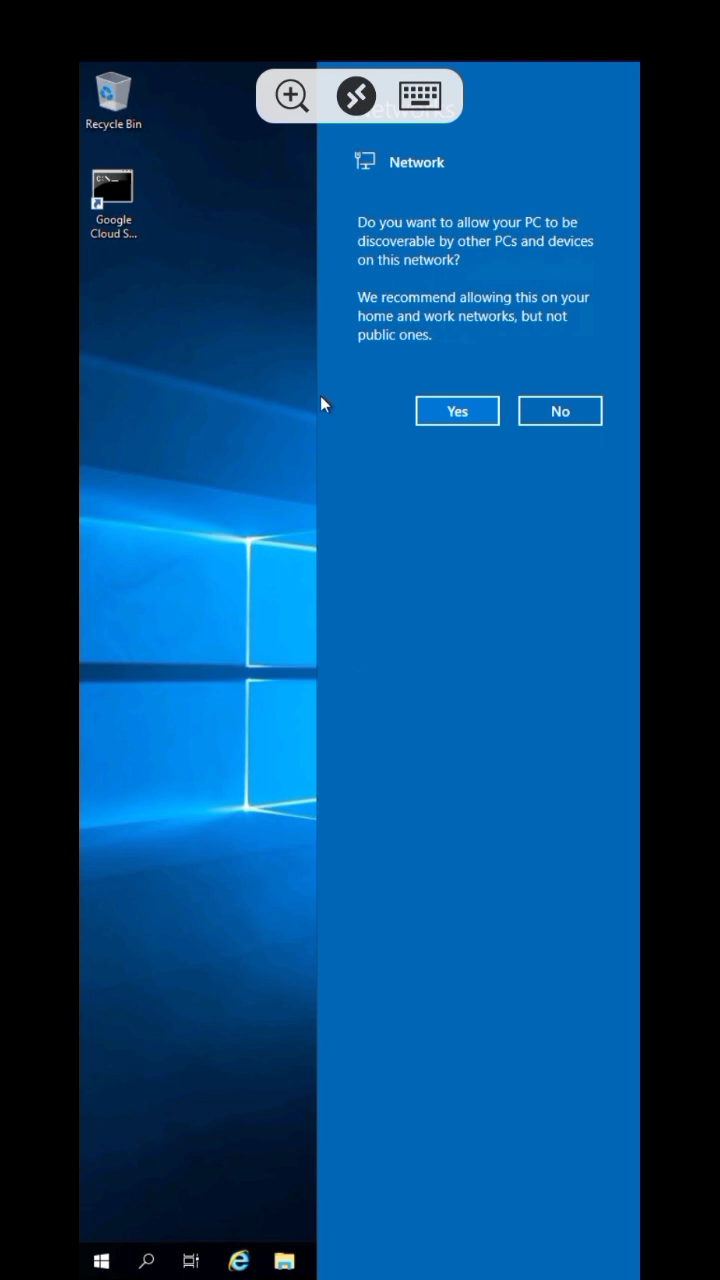 Recycle Bin
Google
Cloud S...
Networks
Network
Do you want to allow your PC to be
discoverable by other PCs and devices
on this network?
We recommend allowing this on your
home and work networks, but not
public ones.
Yes
No